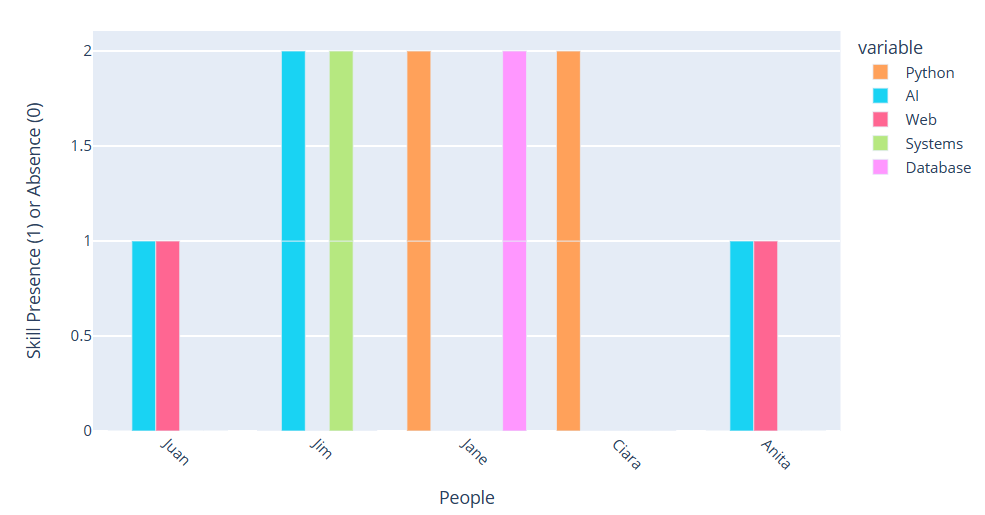 variable
Python
AI
Web
Systems
Database
Skill Presence (1) or Absence (0)
2
1.5
1
0.5
0
Juan
Jim
Jane
Ciara
Anita
People